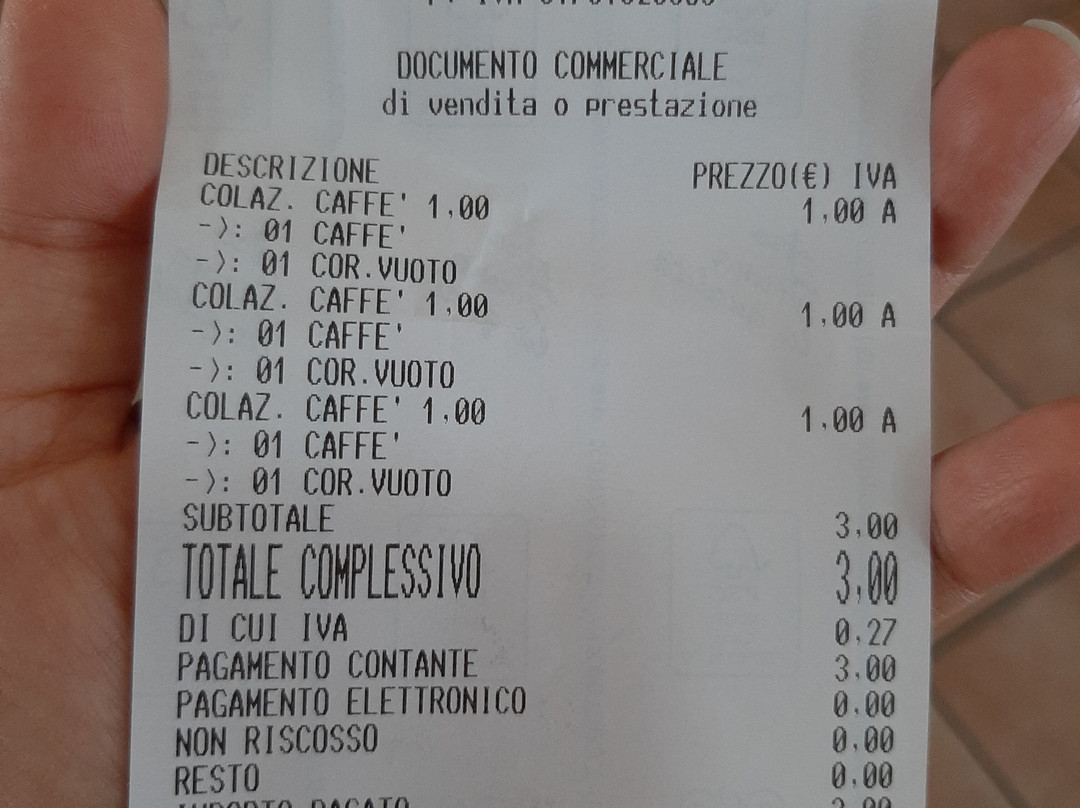 DOCUMENTO COMMERCIALE
di vendita o prestazione
DESCRIZIONE PREZZO(€) IVA
COLAZ. CAFFE' 1,00 1,00 A
->: 01 CAFFE'
->: 01 COR.VUOTO
COLAZ. CAFFE' 1,00 1,00 A
->: 01 CAFFE'
->: 01 COR.VUOTO
COLAZ. CAFFE' 1,00 1,00 A
->: 01 CAFFE'
->: 01 COR.VUOTO
SUBTOTALE 3,00
TOTALE COMPLESSIVO 3,00
DI CUI IVA 0,27
PAGAMENTO CONTANTE 3,00
PAGAMENTO ELETTRONICO 0,00
NON RISCOSSO 0,00
RESTO 0,00
IMPORTO PAGATO